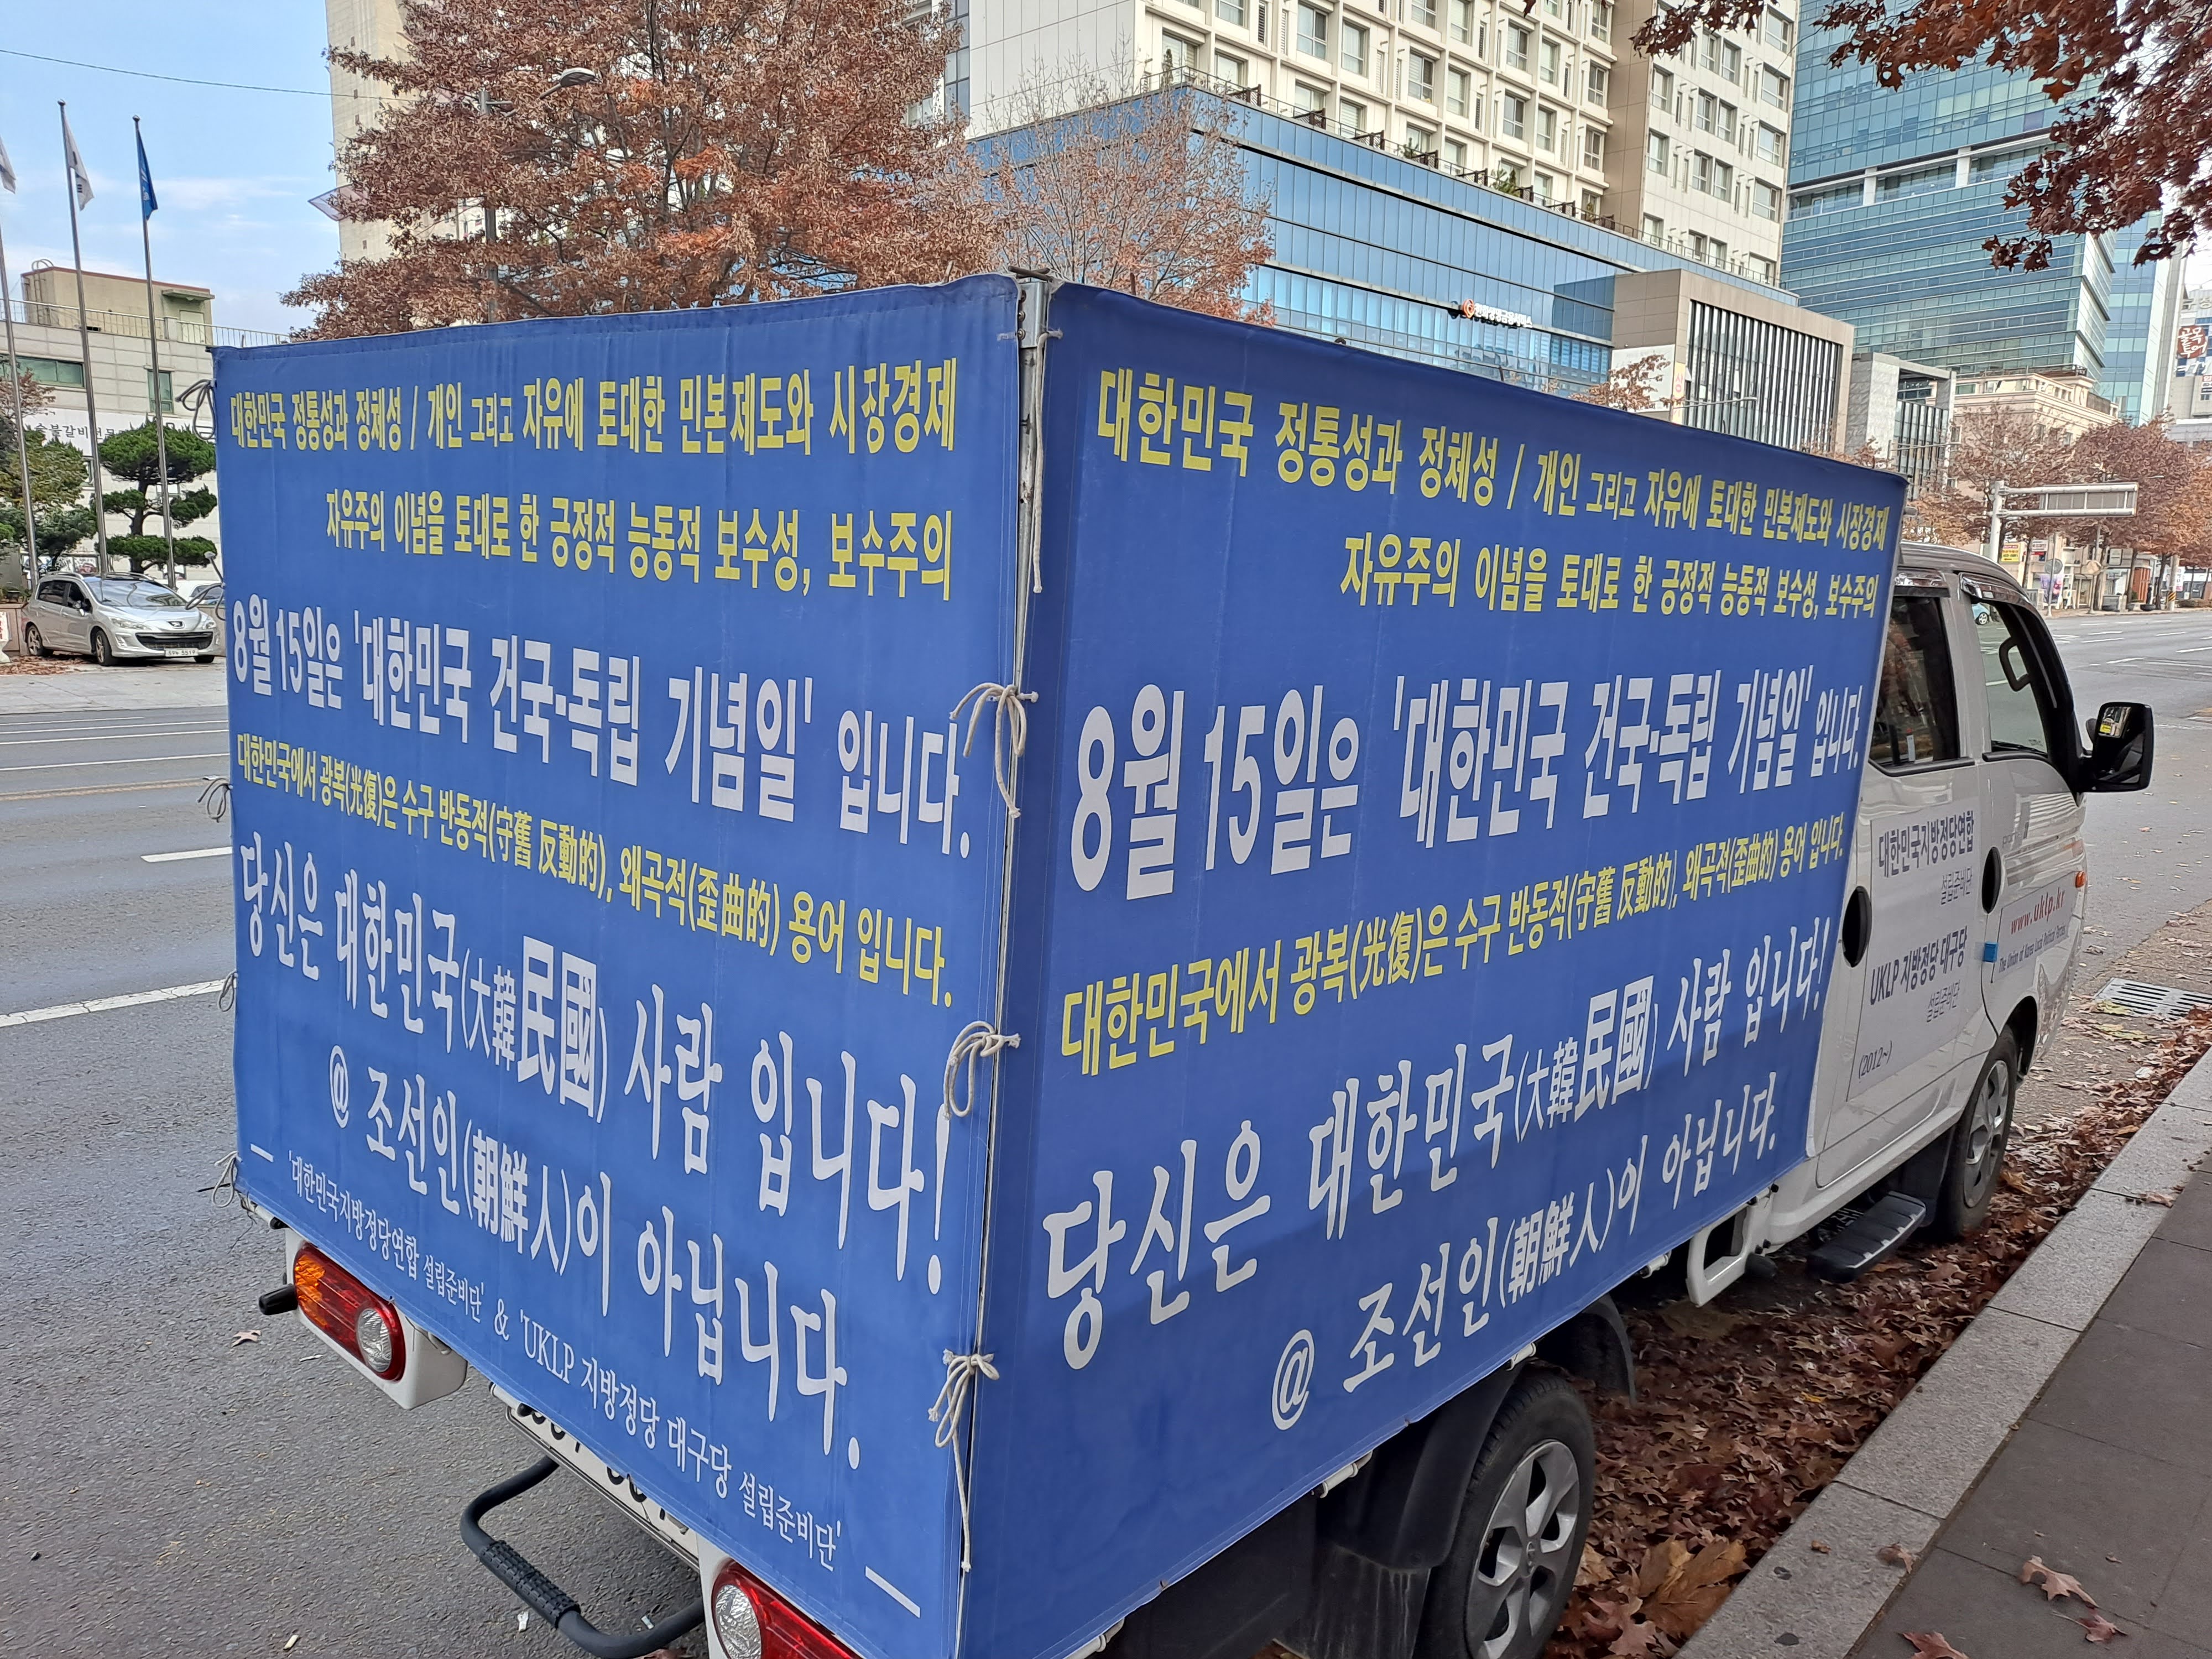 대한민국 정통성과 정체성 / 개인 그리고 자유에 토대한 민본제도와 시장경제
자유주의 이념을 토대로 한 긍정적 능동적 보수성, 보수주의
8월 15일은 '대한민국 건국-독립 기념일' 입니다.
대한민국에서 광복(光復)은 수구 반동적(守舊 反動的), 왜곡적(歪曲的) 용어 입니다.
당신은 대한민국(大韓民國) 사람 입니다!
@ 조선인(朝鮮人)이 아닙니다.
— '대한민국지방정당연합 설립준비단' & 'UKLP 지방정당 대구당 설립준비단' —
대한민국 정통성과 정체성 / 개인 그리고 자유에 토대한 민본제도와 시장경제
자유주의 이념을 토대로 한 긍정적 능동적 보수성, 보수주의
8월 15일은 '대한민국 건국-독립 기념일' 입니다.
대한민국에서 광복(光復)은 수구 반동적(守舊 反動的), 왜곡적(歪曲的) 용어 입니다.
당신은 대한민국(大韓民國) 사람 입니다!
@ 조선인(朝鮮人)이 아닙니다.
대한민국지방정당연합
설립준비단
UKLP 지방정당 대구당
설립준비단
(2012~)
www.uklp.kr
The Union of Korea Local Political Parties